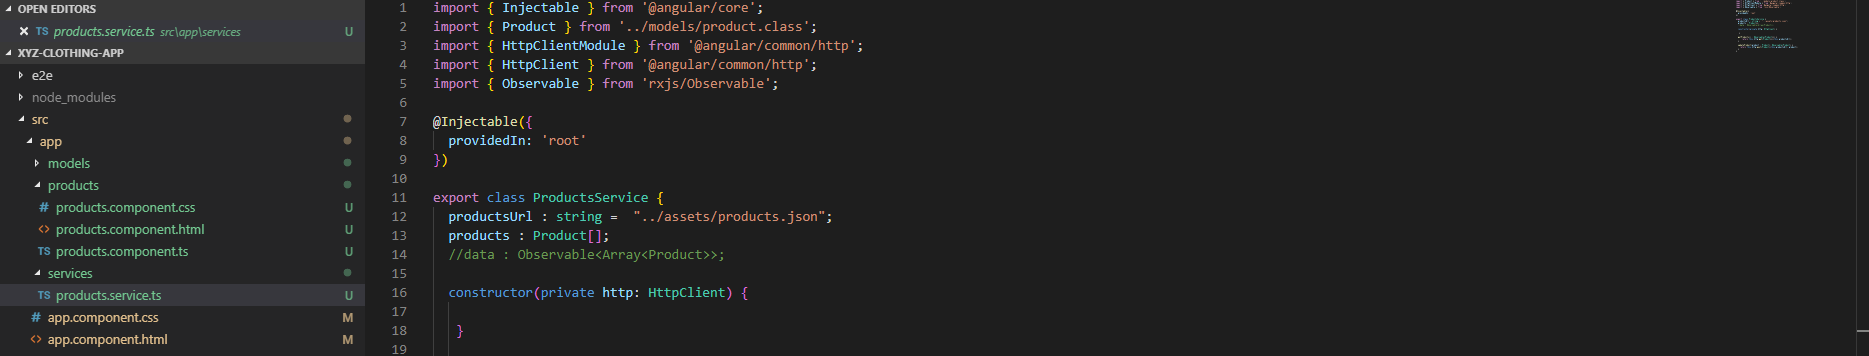 OPEN EDITORS
× TS products.service.ts src\app\services U
XYZ-CLOTHING-APP
e2e
node_modules
src
app
models
products
# products.component.css U
<> products.component.html U
TS products.component.ts U
services
TS products.service.ts U
# app.component.css M
<> app.component.html M
1 import { Injectable } from '@angular/core';
2 import { Product } from '../models/product.class';
3 import { HttpClientModule } from '@angular/common/http';
4 import { HttpClient } from '@angular/common/http';
5 import { Observable } from 'rxjs/Observable';
6
7 @Injectable({
8   providedIn: 'root'
9 })
10
11 export class ProductsService {
12   productsUrl : string =  "../assets/products.json";
13   products : Product[];
14   //data : Observable<Array<Product>>;
15
16   constructor(private http: HttpClient) {
17
18    }
19